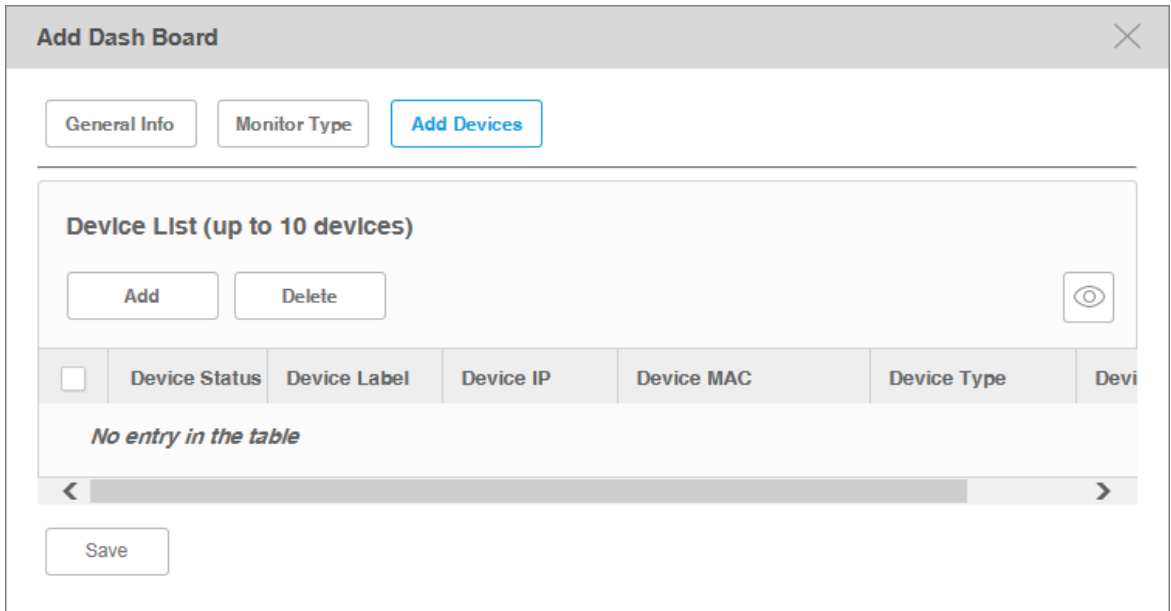 Add Dash Board
General Info Monitor Type Add Devices
Device List (up to 10 devices)
Add Delete
Device Status Device Label Device IP Device MAC Device Type Devi
No entry in the table
Save